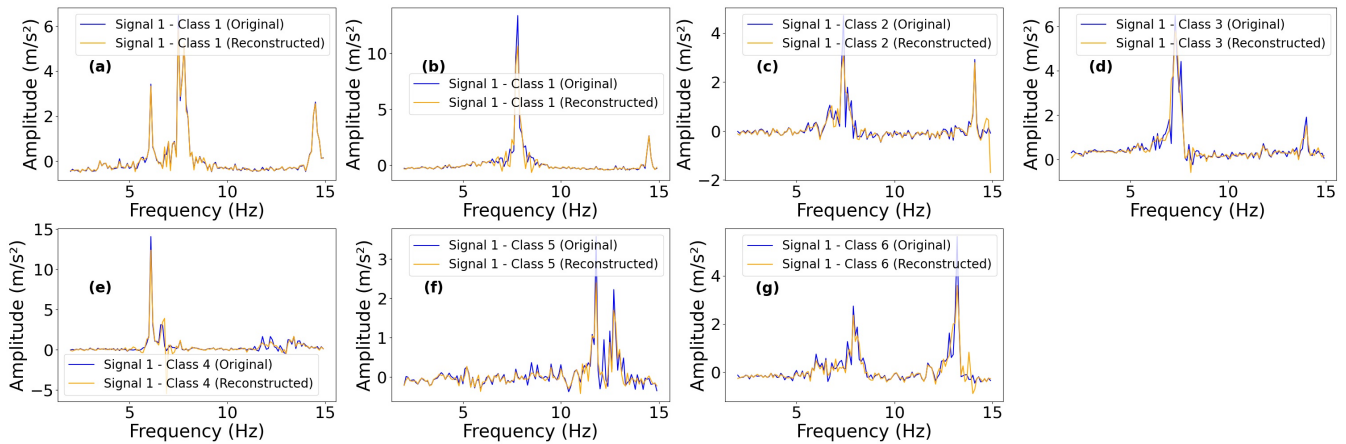 Signal 1 - Class 1 (Original)
Signal 1 - Class 1 (Reconstructed)
(a)
Amplitude (m/s²)
6
4
2
0
5
10
15
Frequency (Hz)
Signal 1 - Class 1 (Original)
Signal 1 - Class 1 (Reconstructed)
(b)
Amplitude (m/s²)
10
5
0
5
10
15
Frequency (Hz)
Signal 1 - Class 2 (Original)
Signal 1 - Class 2 (Reconstructed)
(c)
Amplitude (m/s²)
4
2
0
−2
5
10
15
Frequency (Hz)
Signal 1 - Class 3 (Original)
Signal 1 - Class 3 (Reconstructed)
(d)
Amplitude (m/s²)
6
4
2
0
5
10
15
Frequency (Hz)
(e)
Signal 1 - Class 4 (Original)
Signal 1 - Class 4 (Reconstructed)
Amplitude (m/s²)
15
10
5
0
−5
5
10
15
Frequency (Hz)
Signal 1 - Class 5 (Original)
Signal 1 - Class 5 (Reconstructed)
(f)
Amplitude (m/s²)
3
2
1
0
5
10
15
Frequency (Hz)
Signal 1 - Class 6 (Original)
Signal 1 - Class 6 (Reconstructed)
(g)
Amplitude (m/s²)
4
2
0
5
10
15
Frequency (Hz)